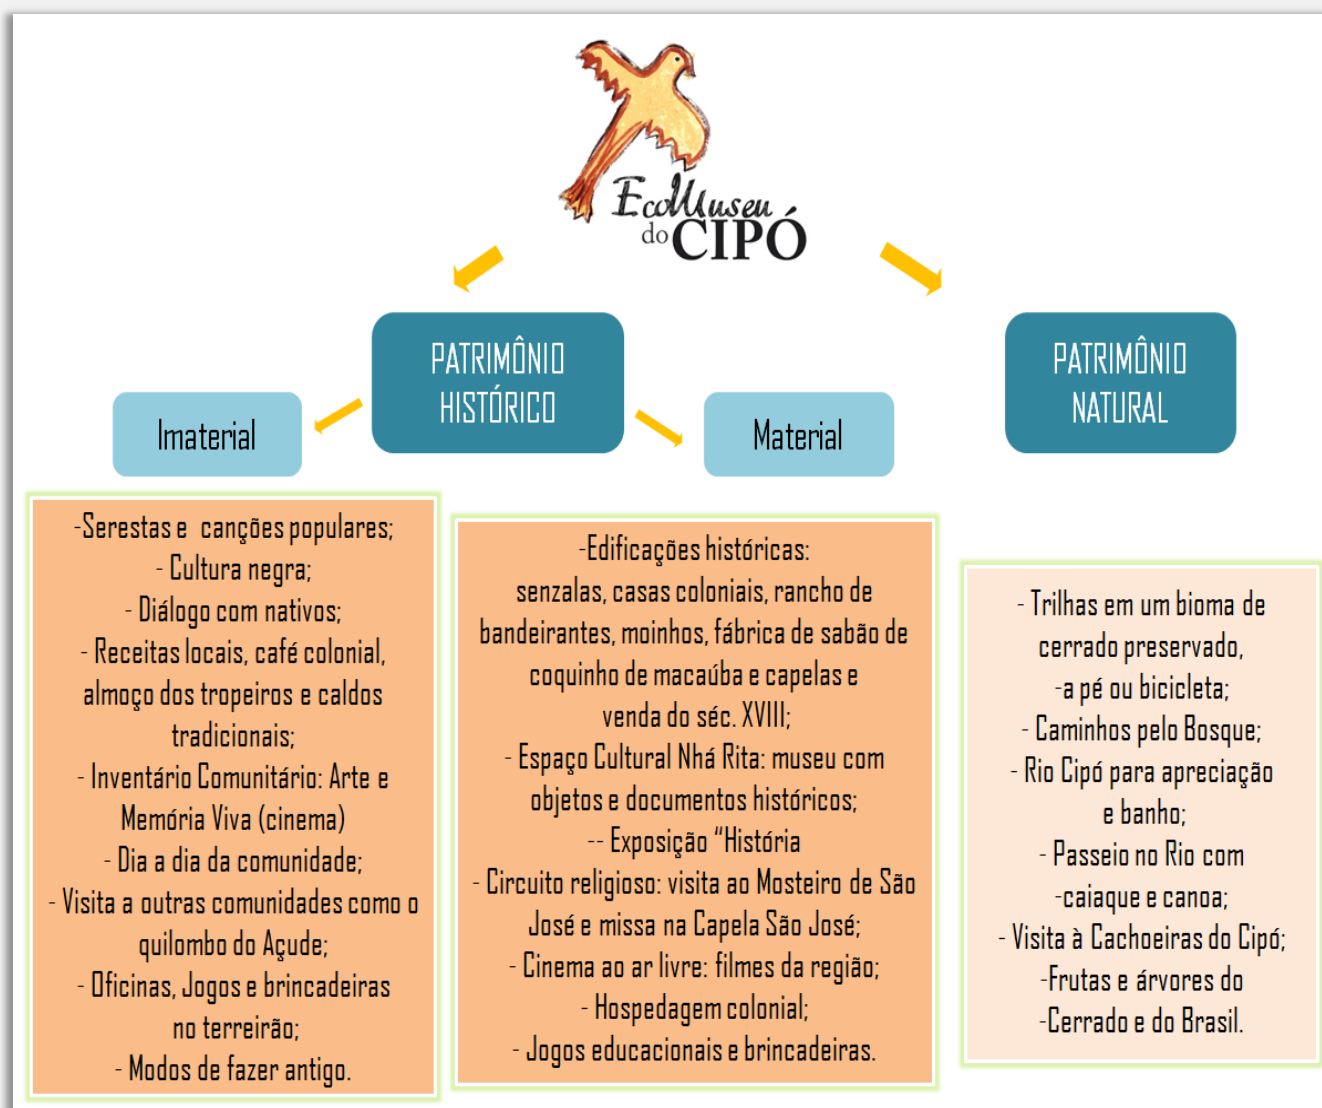 EcoMuseu
do CIPÓ
PATRIMÔNIO
HISTÓRICO
PATRIMÔNIO
NATURAL
Imaterial
Material
-Serestas e canções populares;
- Cultura negra;
- Diálogo com nativos;
- Receitas locais, café colonial,
almoço dos tropeiros e caldos
tradicionais;
- Inventário Comunitário: Arte e
Memória Viva (cinema)
- Dia a dia da comunidade;
- Visita a outras comunidades como o
quilombo do Açude;
- Oficinas, Jogos e brincadeiras
no terreirão;
- Modos de fazer antigo.
-Edificações históricas:
senzalas, casas coloniais, rancho de
bandeirantes, moinhos, fábrica de sabão de
coquinho de macaúba e capelas e
venda do séc. XVIII;
- Espaço Cultural Nhá Rita: museu com
objetos e documentos históricos;
-- Exposição “História
- Circuito religioso: visita ao Mosteiro de São
José e missa na Capela São José;
- Cinema ao ar livre: filmes da região;
- Hospedagem colonial;
- Jogos educacionais e brincadeiras.
- Trilhas em um bioma de
cerrado preservado,
-a pé ou bicicleta;
- Caminhos pelo Bosque;
- Rio Cipó para apreciação
e banho;
- Passeio no Rio com
-caiaque e canoa;
- Visita à Cachoeiras do Cipó;
-Frutas e árvores do
-Cerrado e do Brasil.